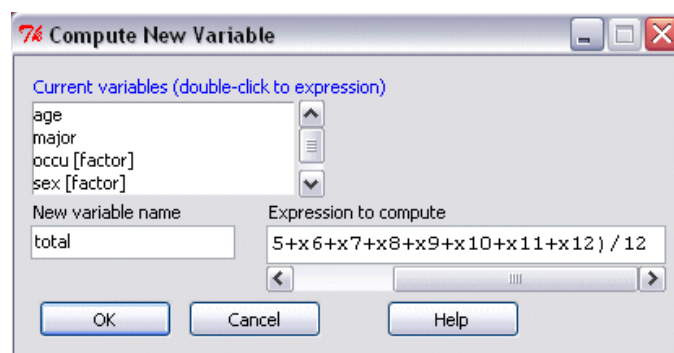 7k Compute New Variable
Current variables (double-click to expression)
age
major
occu [factor]
sex [factor]
New variable name
Expression to compute
total
5+x6+x7+x8+x9+x10+x11+x12)/12
OK
Cancel
Help